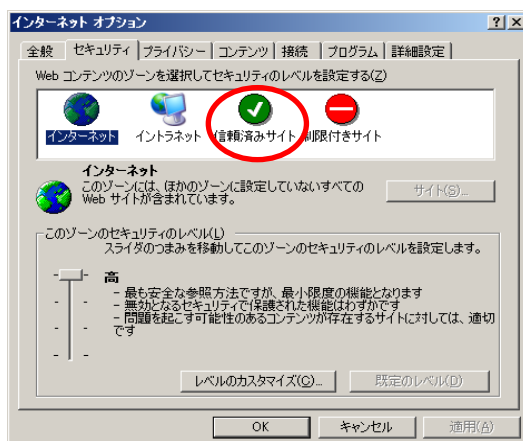 インターネット オプション
全般 セキュリティ プライバシー コンテンツ 接続 プログラム 詳細設定
Web コンテンツのゾーンを選択してセキュリティのレベルを設定する(Z)
インターネット イントラネット 信頼済みサイト 制限付きサイト
インターネット
このゾーンには、ほかのゾーンに設定していないすべての
Web サイトが含まれています。
サイト(S)...
このゾーンのセキュリティのレベル(L)
スライダのつまみを移動してこのゾーンのセキュリティのレベルを設定します。
高
- 最も安全な参照方法ですが、最小限度の機能となります
- 無効となるセキュリティで保護された機能はわずかです
- 問題を起こす可能性のあるコンテンツが存在するサイトに対しては、適切
です
レベルのカスタマイズ(C)... 既定のレベル(D)
OK キャンセル 適用(A)